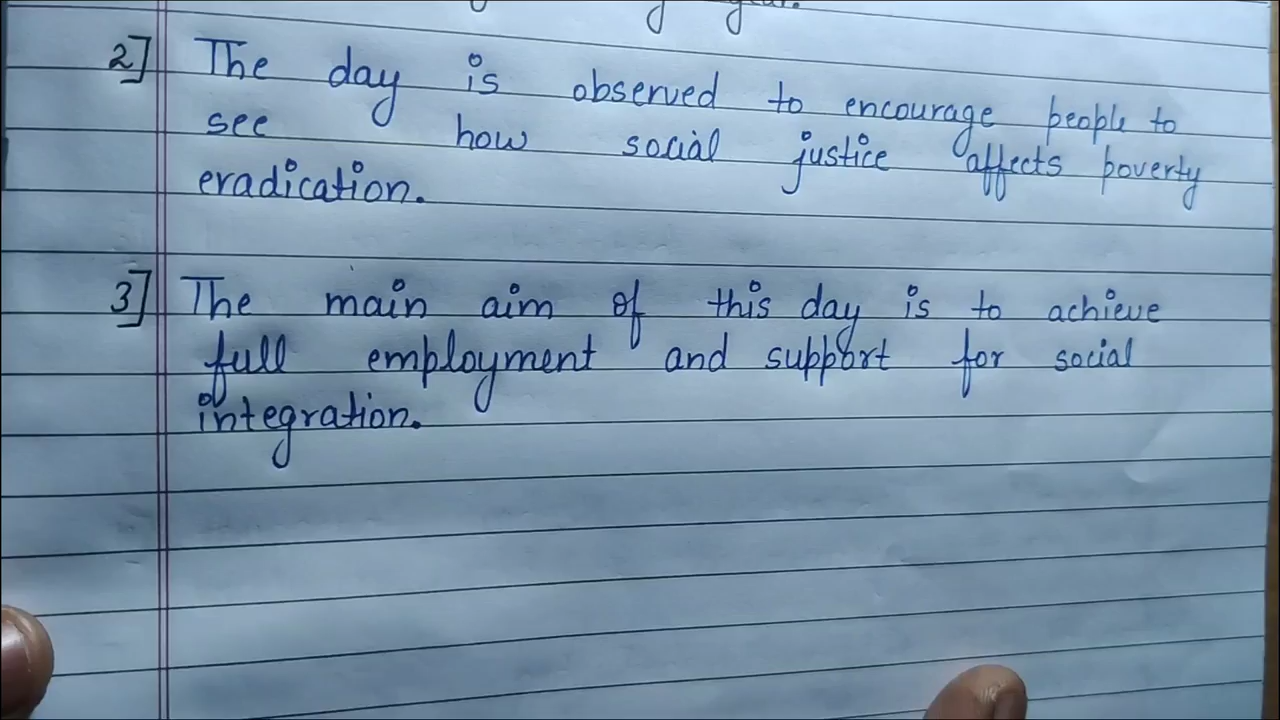 2] The day is observed to encourage people to
see how social justice affects poverty
eradication.
3] The main aim of this day is to achieve
full employment and support for social
integration.